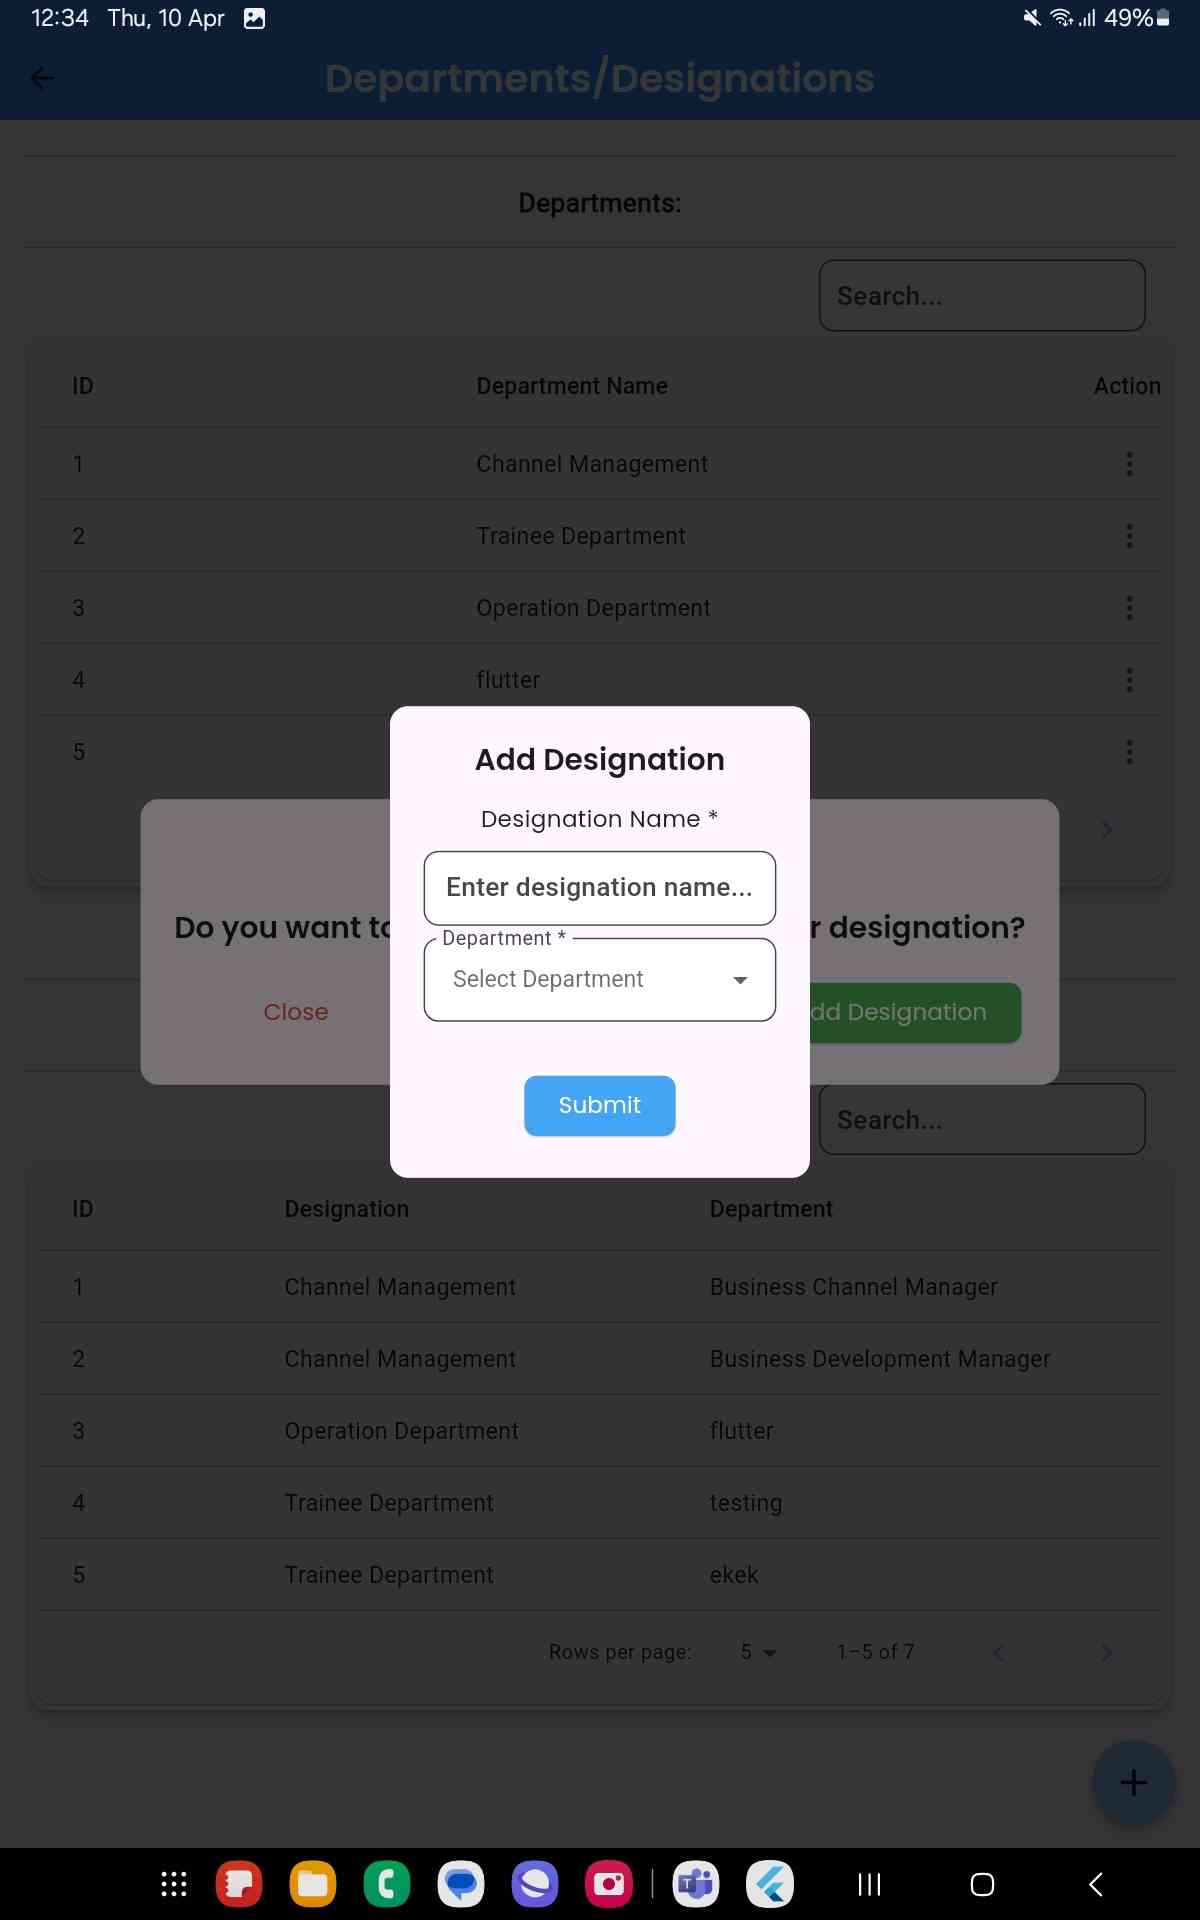 12:34 Thu, 10 Apr 49%
Departments/Designations
Departments:
Search...
ID Department Name Action
1 Channel Management
2 Trainee Department
3 Operation Department
4 flutter
5
Add Designation
Designation Name *
Enter designation name...
Do you want to r designation?
Department *
Select Department
Close dd Designation
Submit
Search...
ID Designation Department
1 Channel Management Business Channel Manager
2 Channel Management Business Development Manager
3 Operation Department flutter
4 Trainee Department testing
5 Trainee Department ekek
Rows per page: 5 1–5 of 7